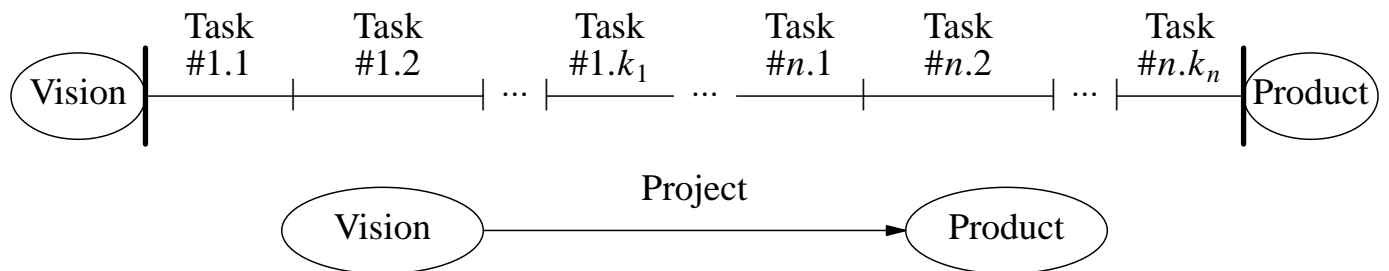 Task Task Task Task Task Task
#1.1 #1.2 #1.k₁ #n.1 #n.2 #n.kₙ
Vision ... ... ... Product
Project
Vision Product